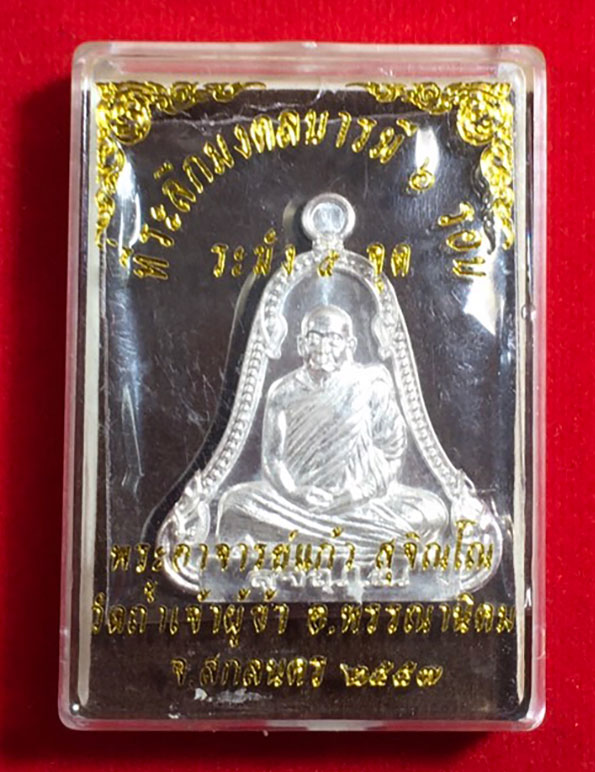 ที่ระลึกมงคลบารมี ๖ รอบ
ระฆัง ๕ จุด
พระอาจารย์แก้ว สุจิณโณ
วัดถ้ำเจ้าผู้ข้า อ.พรรณานิคม
จ.สกลนคร ๒๕๕๗